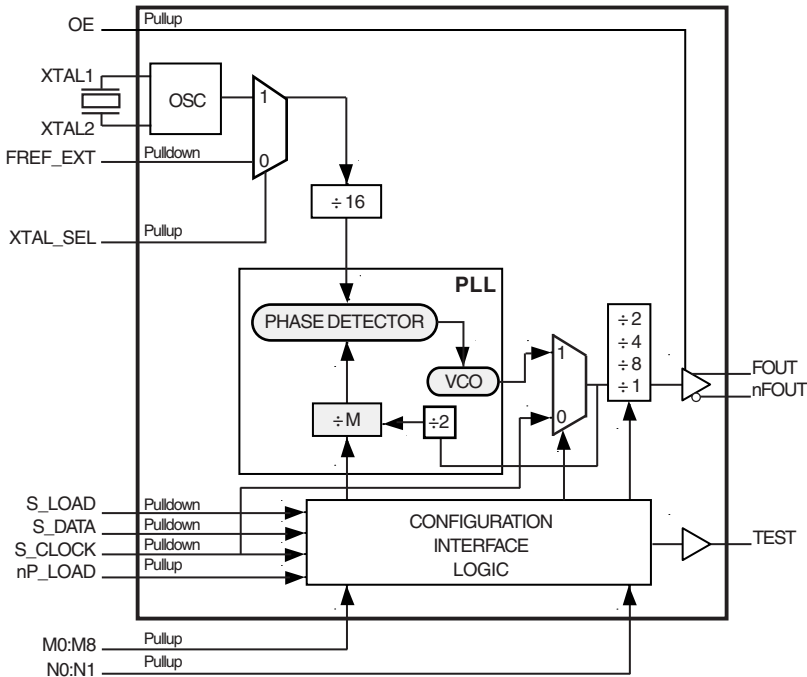 OE
Pullup
XTAL1
OSC
XTAL2
1
0
FREF_EXT
Pulldown
÷ 16
XTAL_SEL
Pullup
PLL
PHASE DETECTOR
VCO
÷ M
÷2
1
0
÷ 2
÷ 4
÷ 8
÷ 1
FOUT
nFOUT
S_LOAD
Pulldown
S_DATA
Pulldown
S_CLOCK
Pulldown
nP_LOAD
Pullup
CONFIGURATION
INTERFACE
LOGIC
TEST
M0:M8
Pullup
N0:N1
Pullup